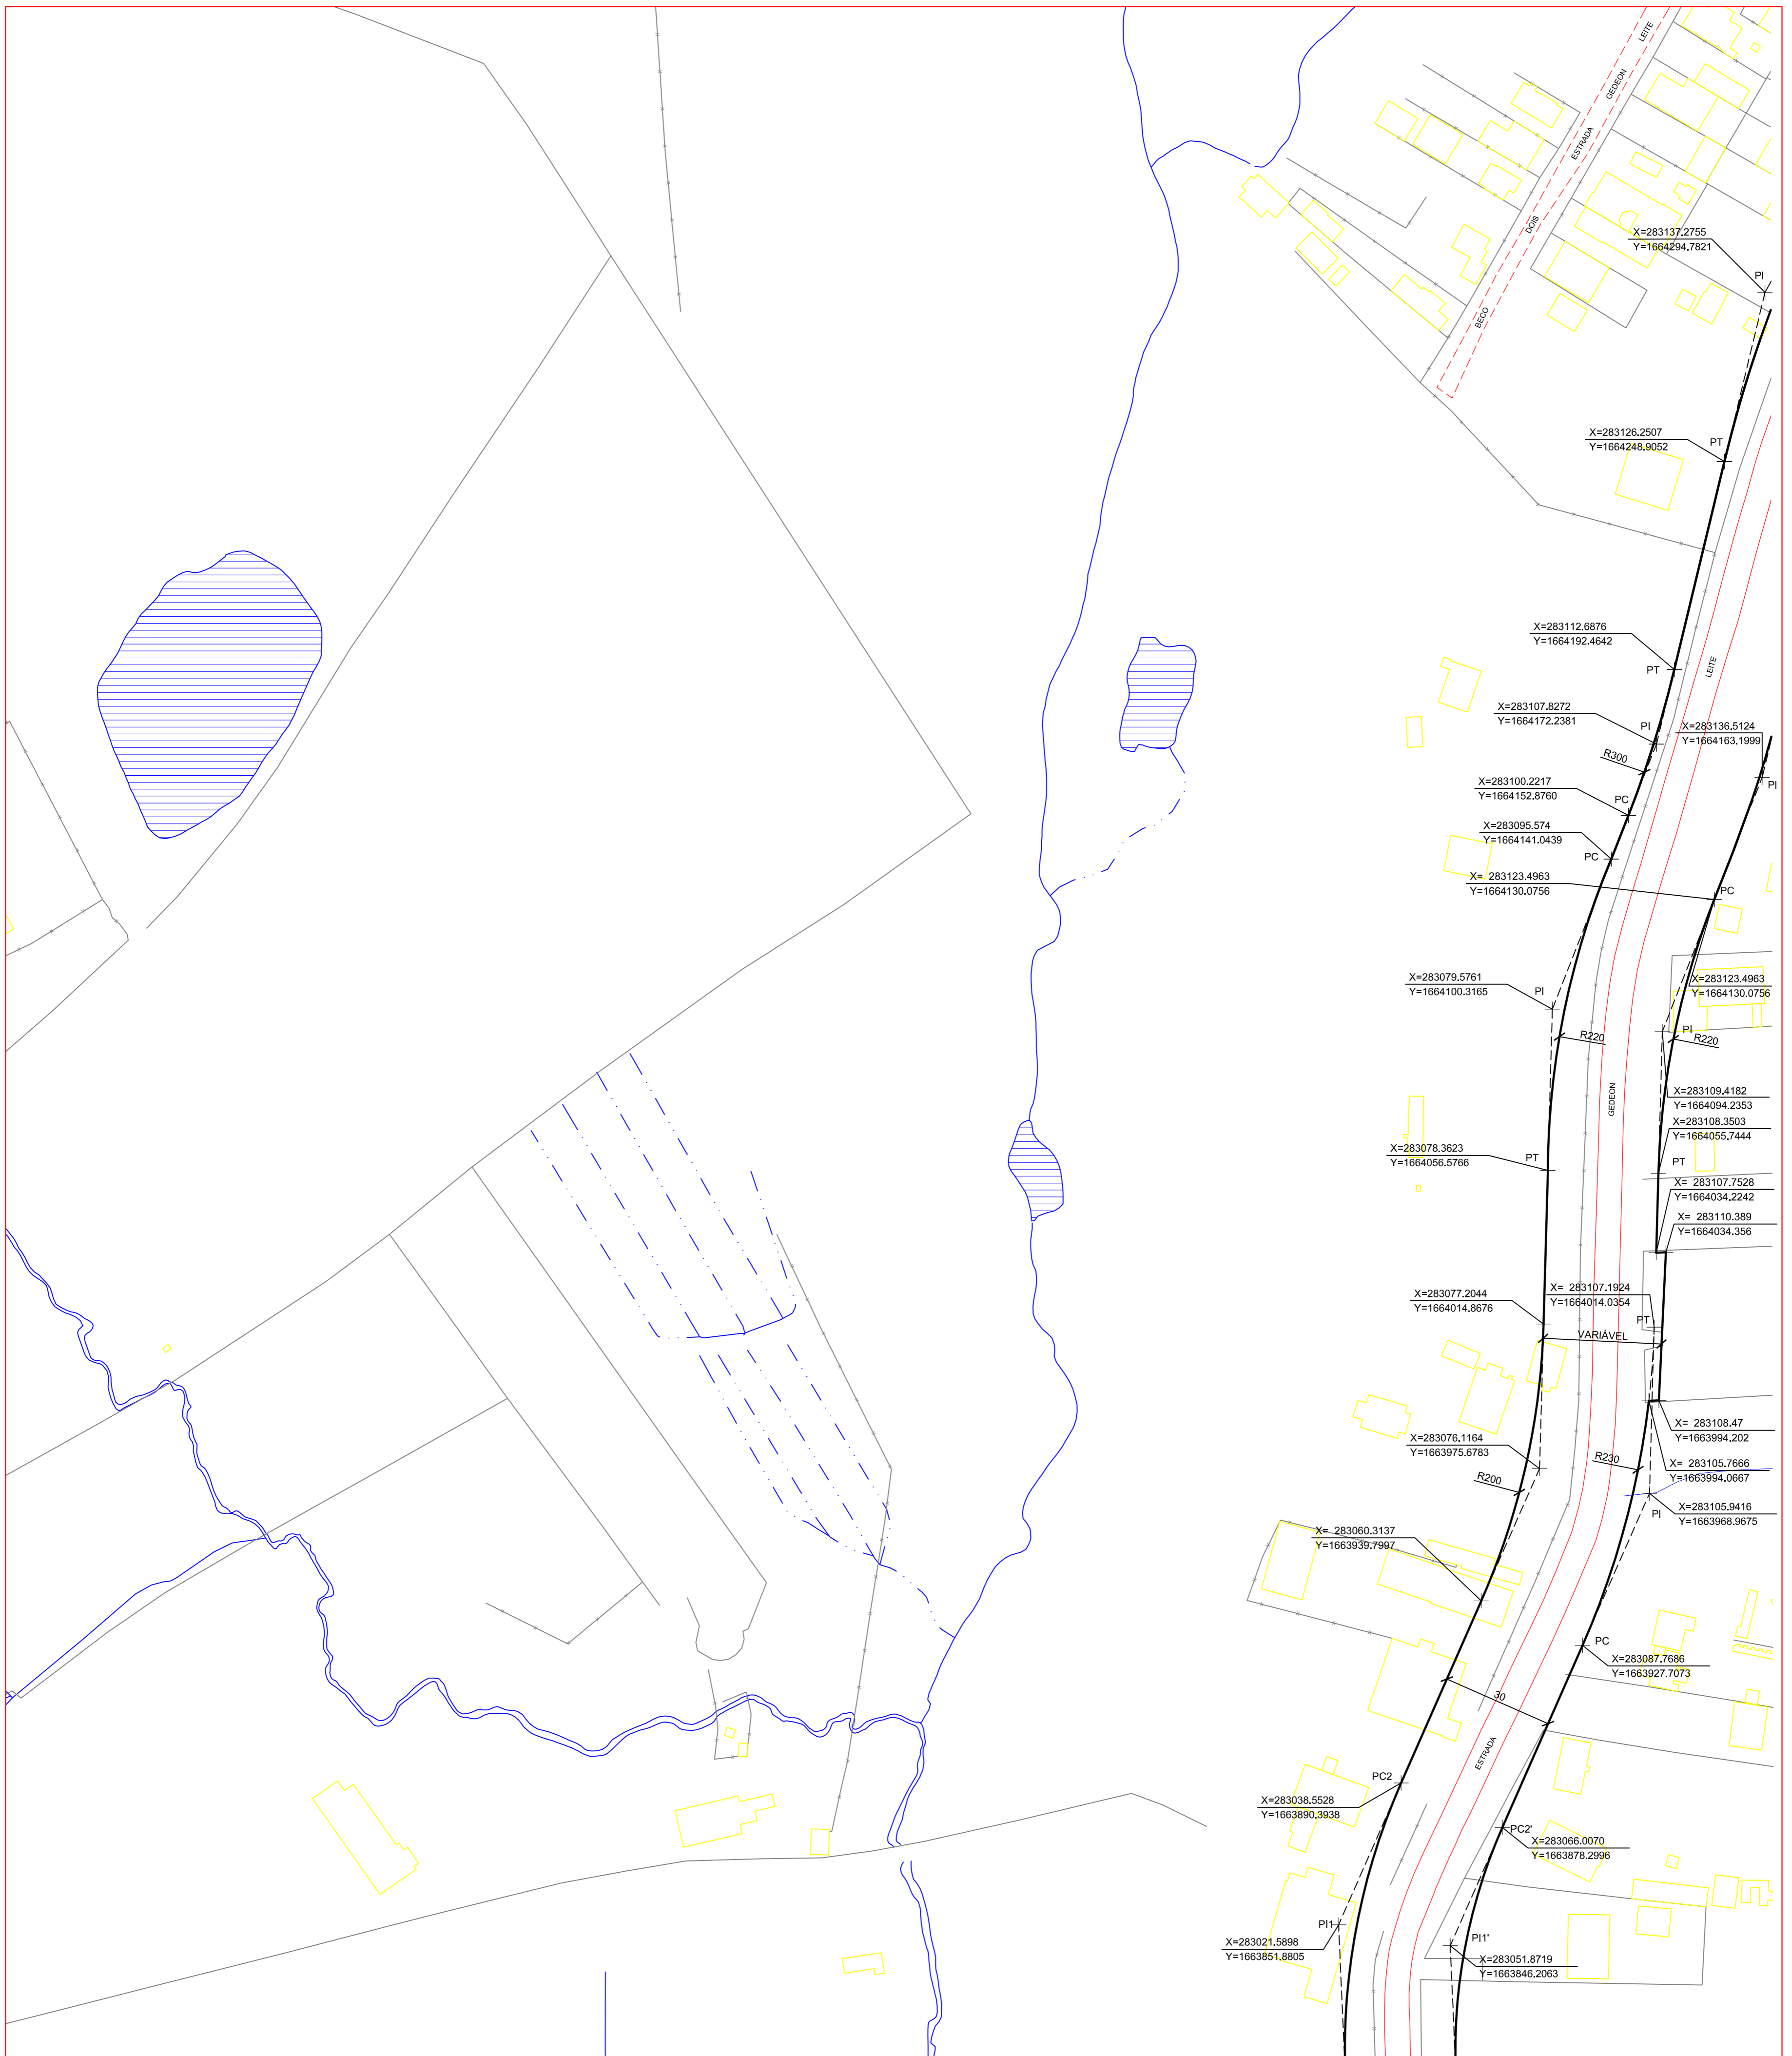 LEITE
GEDEON
ESTRADA
DOIS
BECO
X=283137.2755
Y=1664294.7821
PI
X=283126.2507
Y=1664248.9052
PT
X=283112.6876
Y=1664192.4642
PT
LEITE
X=283107.8272
Y=1664172.2381
PI
X=283136.5124
Y=1664163,1999
PI
R300
X=283100.2217
Y=1664152.8760
PC
X=283095.574
Y=1664141.0439
PC
X= 283123.4963
Y=1664130.0756
PC
X=283079.5761
Y=1664100.3165
PI
X=283123.4963
Y=1664130.0756
PI
R220
R220
GEDEON
X=283109.4182
Y=1664094.2353
X=283108.3503
Y=1664055.7444
X=283078.3623
Y=1664056.5766
PT
PT
X= 283107.7528
Y=1664034.2242
X= 283110.389
Y=1664034.356
X=283077.2044
Y=1664014.8676
X= 283107.1924
Y=1664014.0354
PT
VARIÁVEL
X=283076.1164
Y=1663975.6783
X= 283108.47
Y=1663994.202
R230
X= 283105.7666
Y=1663994.0667
R200
X=283105.9416
Y=1663968.9675
PI
X= 283060.3137
Y=1663939.7997
PC
X=283087.7686
Y=1663927.7073
30
ESTRADA
PC2
X=283038.5528
Y=1663890.3938
PC2'
X=283066.0070
Y=1663878.2996
PI1
X=283021.5898
Y=1663851.8805
PI1'
X=283051.8719
Y=1663846.2063